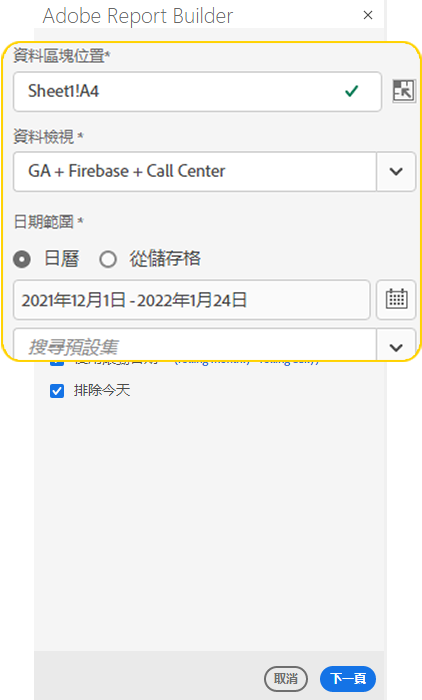 Adobe Report Builder
資料區塊位置*
Sheet1!A4
資料檢視 *
GA + Firebase + Call Center
日期範圍 *
日曆 從儲存格
2021年12月1日 - 2022年1月24日
搜尋預設集
排除今天
取消 下一頁